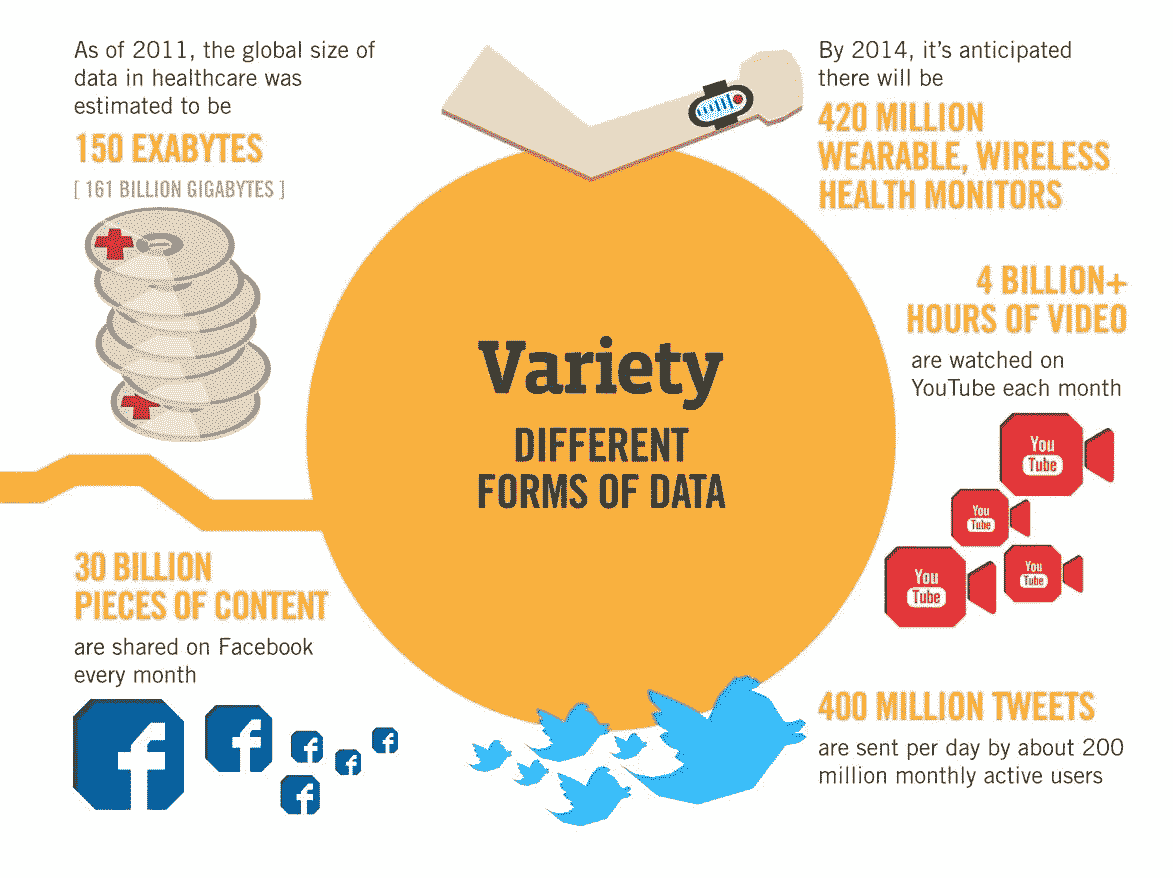 As of 2011, the global size of
data in healthcare was
estimated to be
150 EXABYTES
[ 161 BILLION GIGABYTES ]
By 2014, it's anticipated
there will be
420 MILLION
WEARABLE, WIRELESS
HEALTH MONITORS
4 BILLION+
HOURS OF VIDEO
are watched on
YouTube each month
You
Tube
You
Tube
You
Tube
You
Tube
Variety
DIFFERENT
FORMS OF DATA
30 BILLION
PIECES OF CONTENT
are shared on Facebook
every month
f
f
f
f
f
f
400 MILLION TWEETS
are sent per day by about 200
million monthly active users